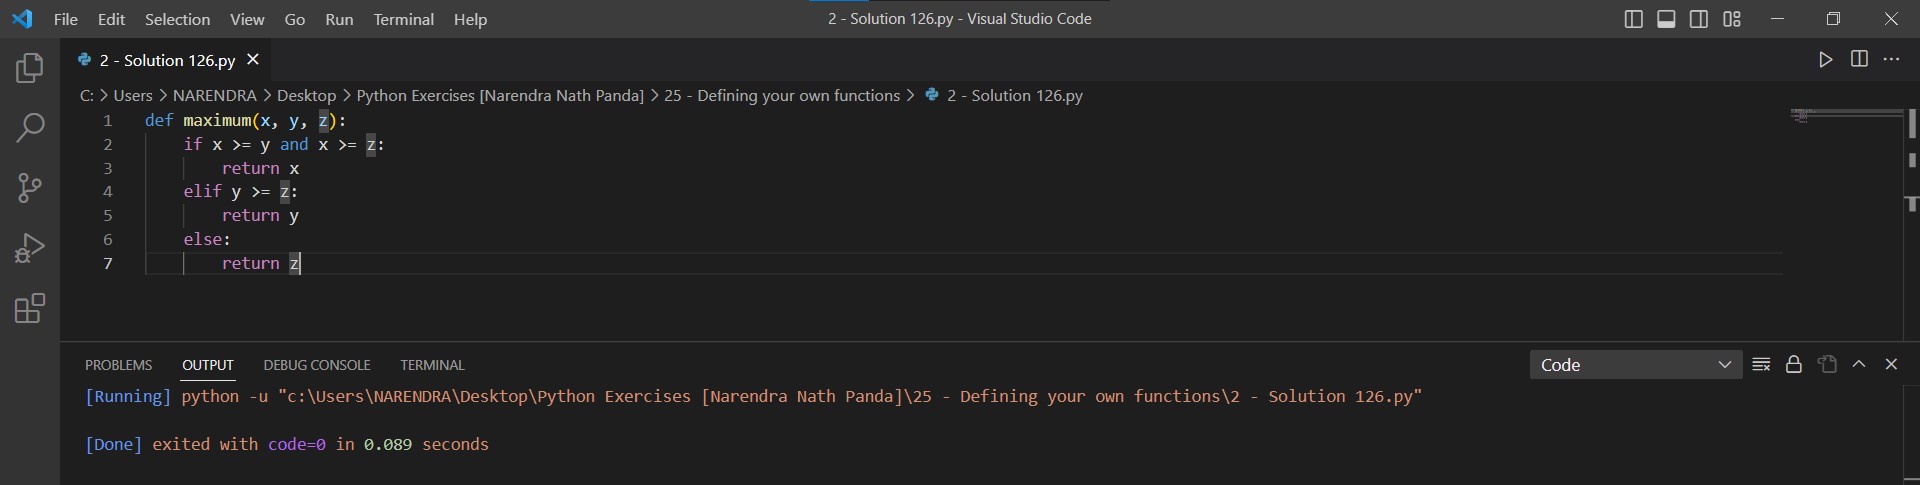 File Edit Selection View Go Run Terminal Help
2 - Solution 126.py - Visual Studio Code
2 - Solution 126.py
C: > Users > NARENDRA > Desktop > Python Exercises [Narendra Nath Panda] > 25 - Defining your own functions > 2 - Solution 126.py
1 def maximum(x, y, z):
2     if x >= y and x >= z:
3         return x
4     elif y >= z:
5         return y
6     else:
7         return z
PROBLEMS OUTPUT DEBUG CONSOLE TERMINAL Code
[Running] python -u "c:\Users\NARENDRA\Desktop\Python Exercises [Narendra Nath Panda]\25 - Defining your own functions\2 - Solution 126.py"
[Done] exited with code=0 in 0.089 seconds